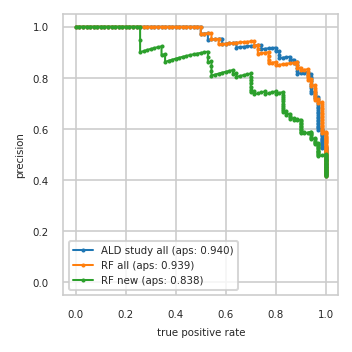 1.0
0.8
0.6
0.4
0.2
0.0
precision
ALD study all (aps: 0.940)
RF all (aps: 0.939)
RF new (aps: 0.838)
0.0 0.2 0.4 0.6 0.8 1.0
true positive rate